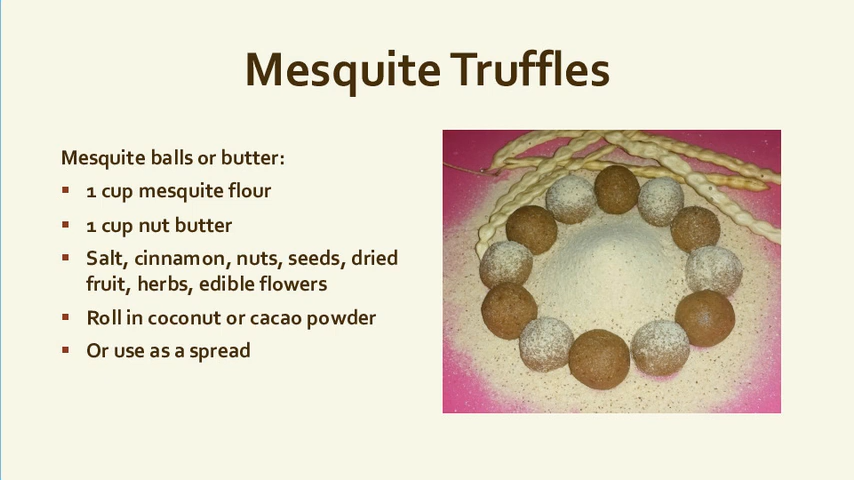 Mesquite Truffles
Mesquite balls or butter:
▪ 1 cup mesquite flour
▪ 1 cup nut butter
▪ Salt, cinnamon, nuts, seeds, dried
fruit, herbs, edible flowers
▪ Roll in coconut or cacao powder
▪ Or use as a spread